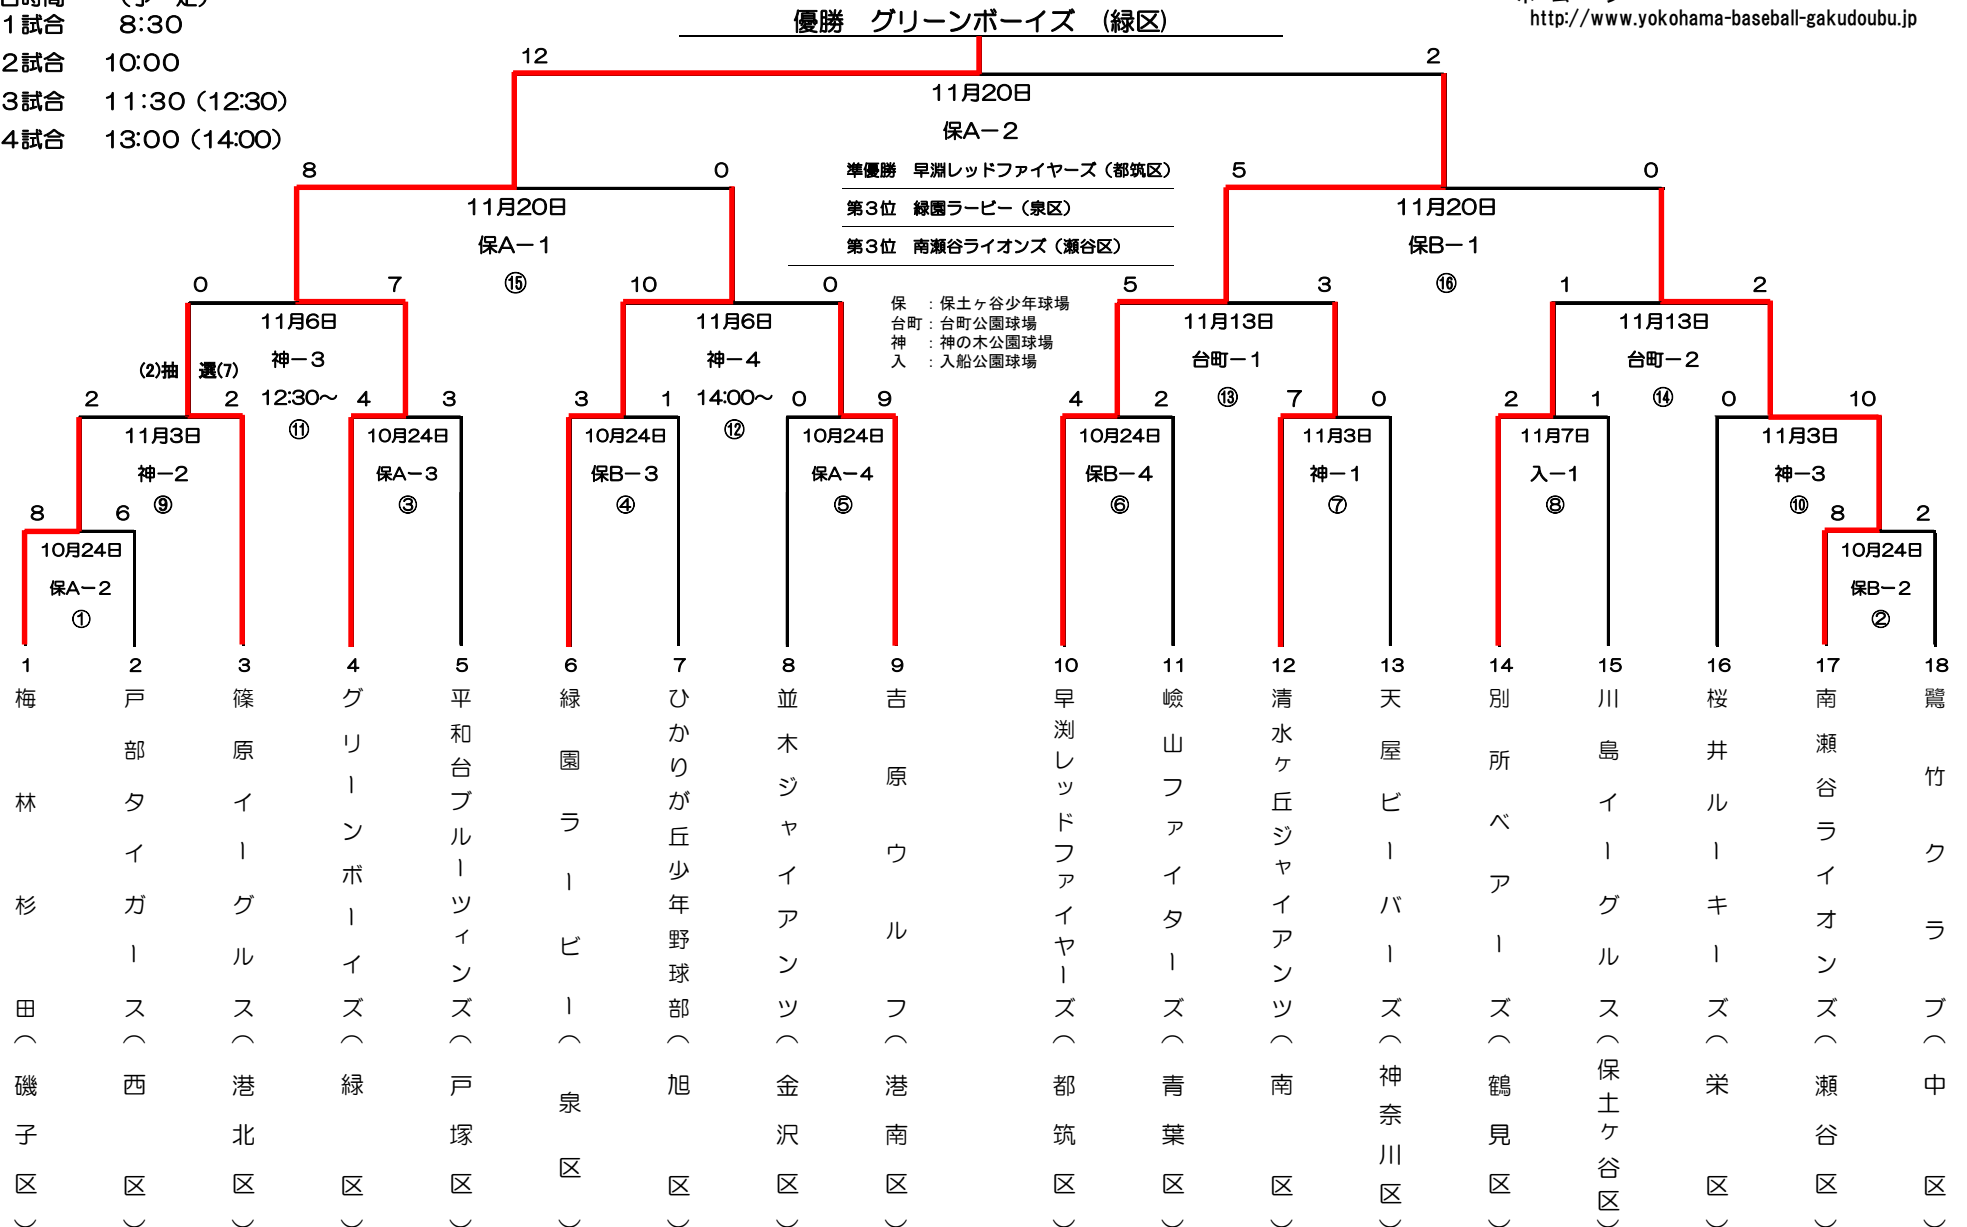 1試合 8:30
2試合 10:00
3試合 11:30(12:30)
4試合 13:00(14:00)
優勝 グリーンボーイズ (緑区)
http://www.yokohama-baseball-gakudoubu.jp
12 2
11月20日
保A-2
8 0
11月20日
保A-1
⑮
準優勝 早淵レッドファイヤーズ(都筑区)
第3位 緑園ラービー(泉区)
第3位 南瀬谷ライオンズ(瀬谷区)
5 0
11月20日
保B-1
⑯
保 :保土ヶ谷少年球場
台町:台町公園球場
神 :神の木公園球場
入 :入船公園球場
0 7
11月6日
神-3
12:30~
⑪
(2)抽 選(7)
10 0
11月6日
神-4
14:00~
⑫
5 3
11月13日
台町-1
⑬
1 2
11月13日
台町-2
⑭
2 2
11月3日
神-2
⑨
4 3
10月24日
保A-3
③
3 1
10月24日
保B-3
④
0 9
10月24日
保A-4
⑤
4 2
10月24日
保B-4
⑥
7 0
11月3日
神-1
⑦
2 1
11月7日
入-1
⑧
0 10
11月3日
神-3
⑩
8 6
10月24日
保A-2
①
8 2
10月24日
保B-2
②
1 梅林杉田(磯子区)
2 戸部タイガース(西区)
3 篠原イーグルス(港北区)
4 グリーンボーイズ(緑区)
5 平和台ブルーツィンズ(戸塚区)
6 緑園ラービー(泉区)
7 ひかりが丘少年野球部(旭区)
8 並木ジャイアンツ(金沢区)
9 吉原ウルフ(港南区)
10 早渕レッドファイヤーズ(都筑区)
11 嶮山ファイターズ(青葉区)
12 清水ヶ丘ジャイアンツ(南区)
13 天屋ビーバーズ(神奈川区)
14 別所ベアーズ(鶴見区)
15 川島イーグルス(保土ヶ谷区)
16 桜井ルーキーズ(栄区)
17 南瀬谷ライオンズ(瀬谷区)
18 鷺竹クラブ(中区)